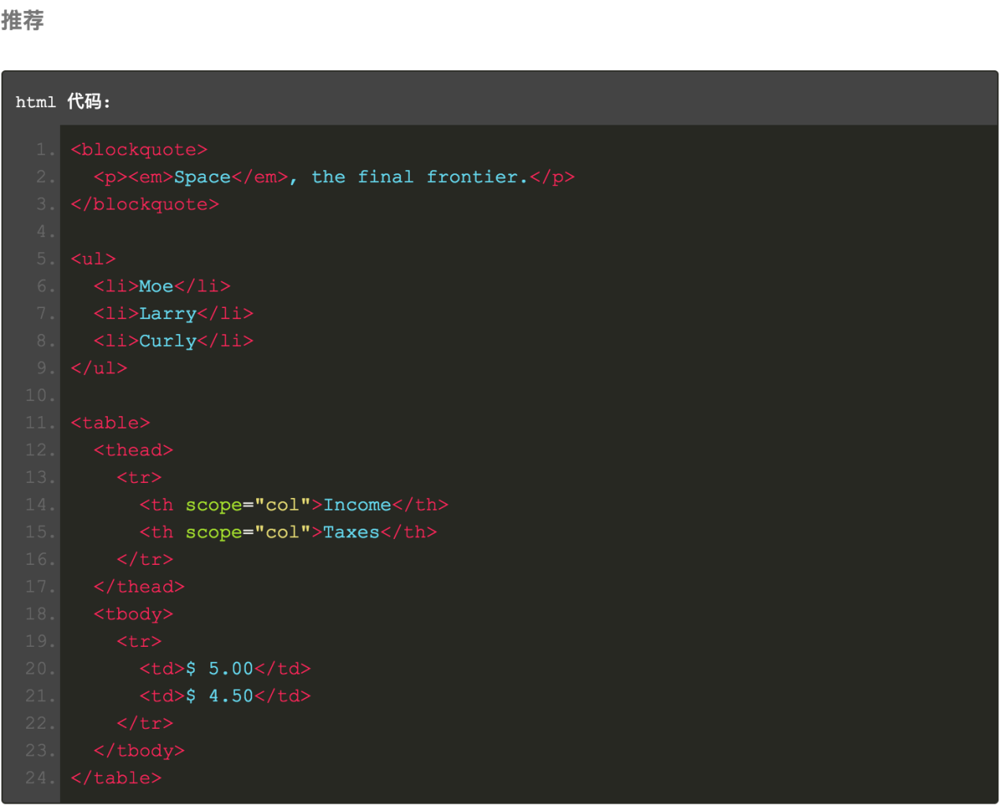 推荐
html 代码:
1. <blockquote>
2.   <p><em>Space</em>, the final frontier.</p>
3. </blockquote>
4.
5. <ul>
6.   <li>Moe</li>
7.   <li>Larry</li>
8.   <li>Curly</li>
9. </ul>
10.
11. <table>
12.   <thead>
13.     <tr>
14.       <th scope="col">Income</th>
15.       <th scope="col">Taxes</th>
16.     </tr>
17.   </thead>
18.   <tbody>
19.     <tr>
20.       <td>$ 5.00</td>
21.       <td>$ 4.50</td>
22.     </tr>
23.   </tbody>
24. </table>